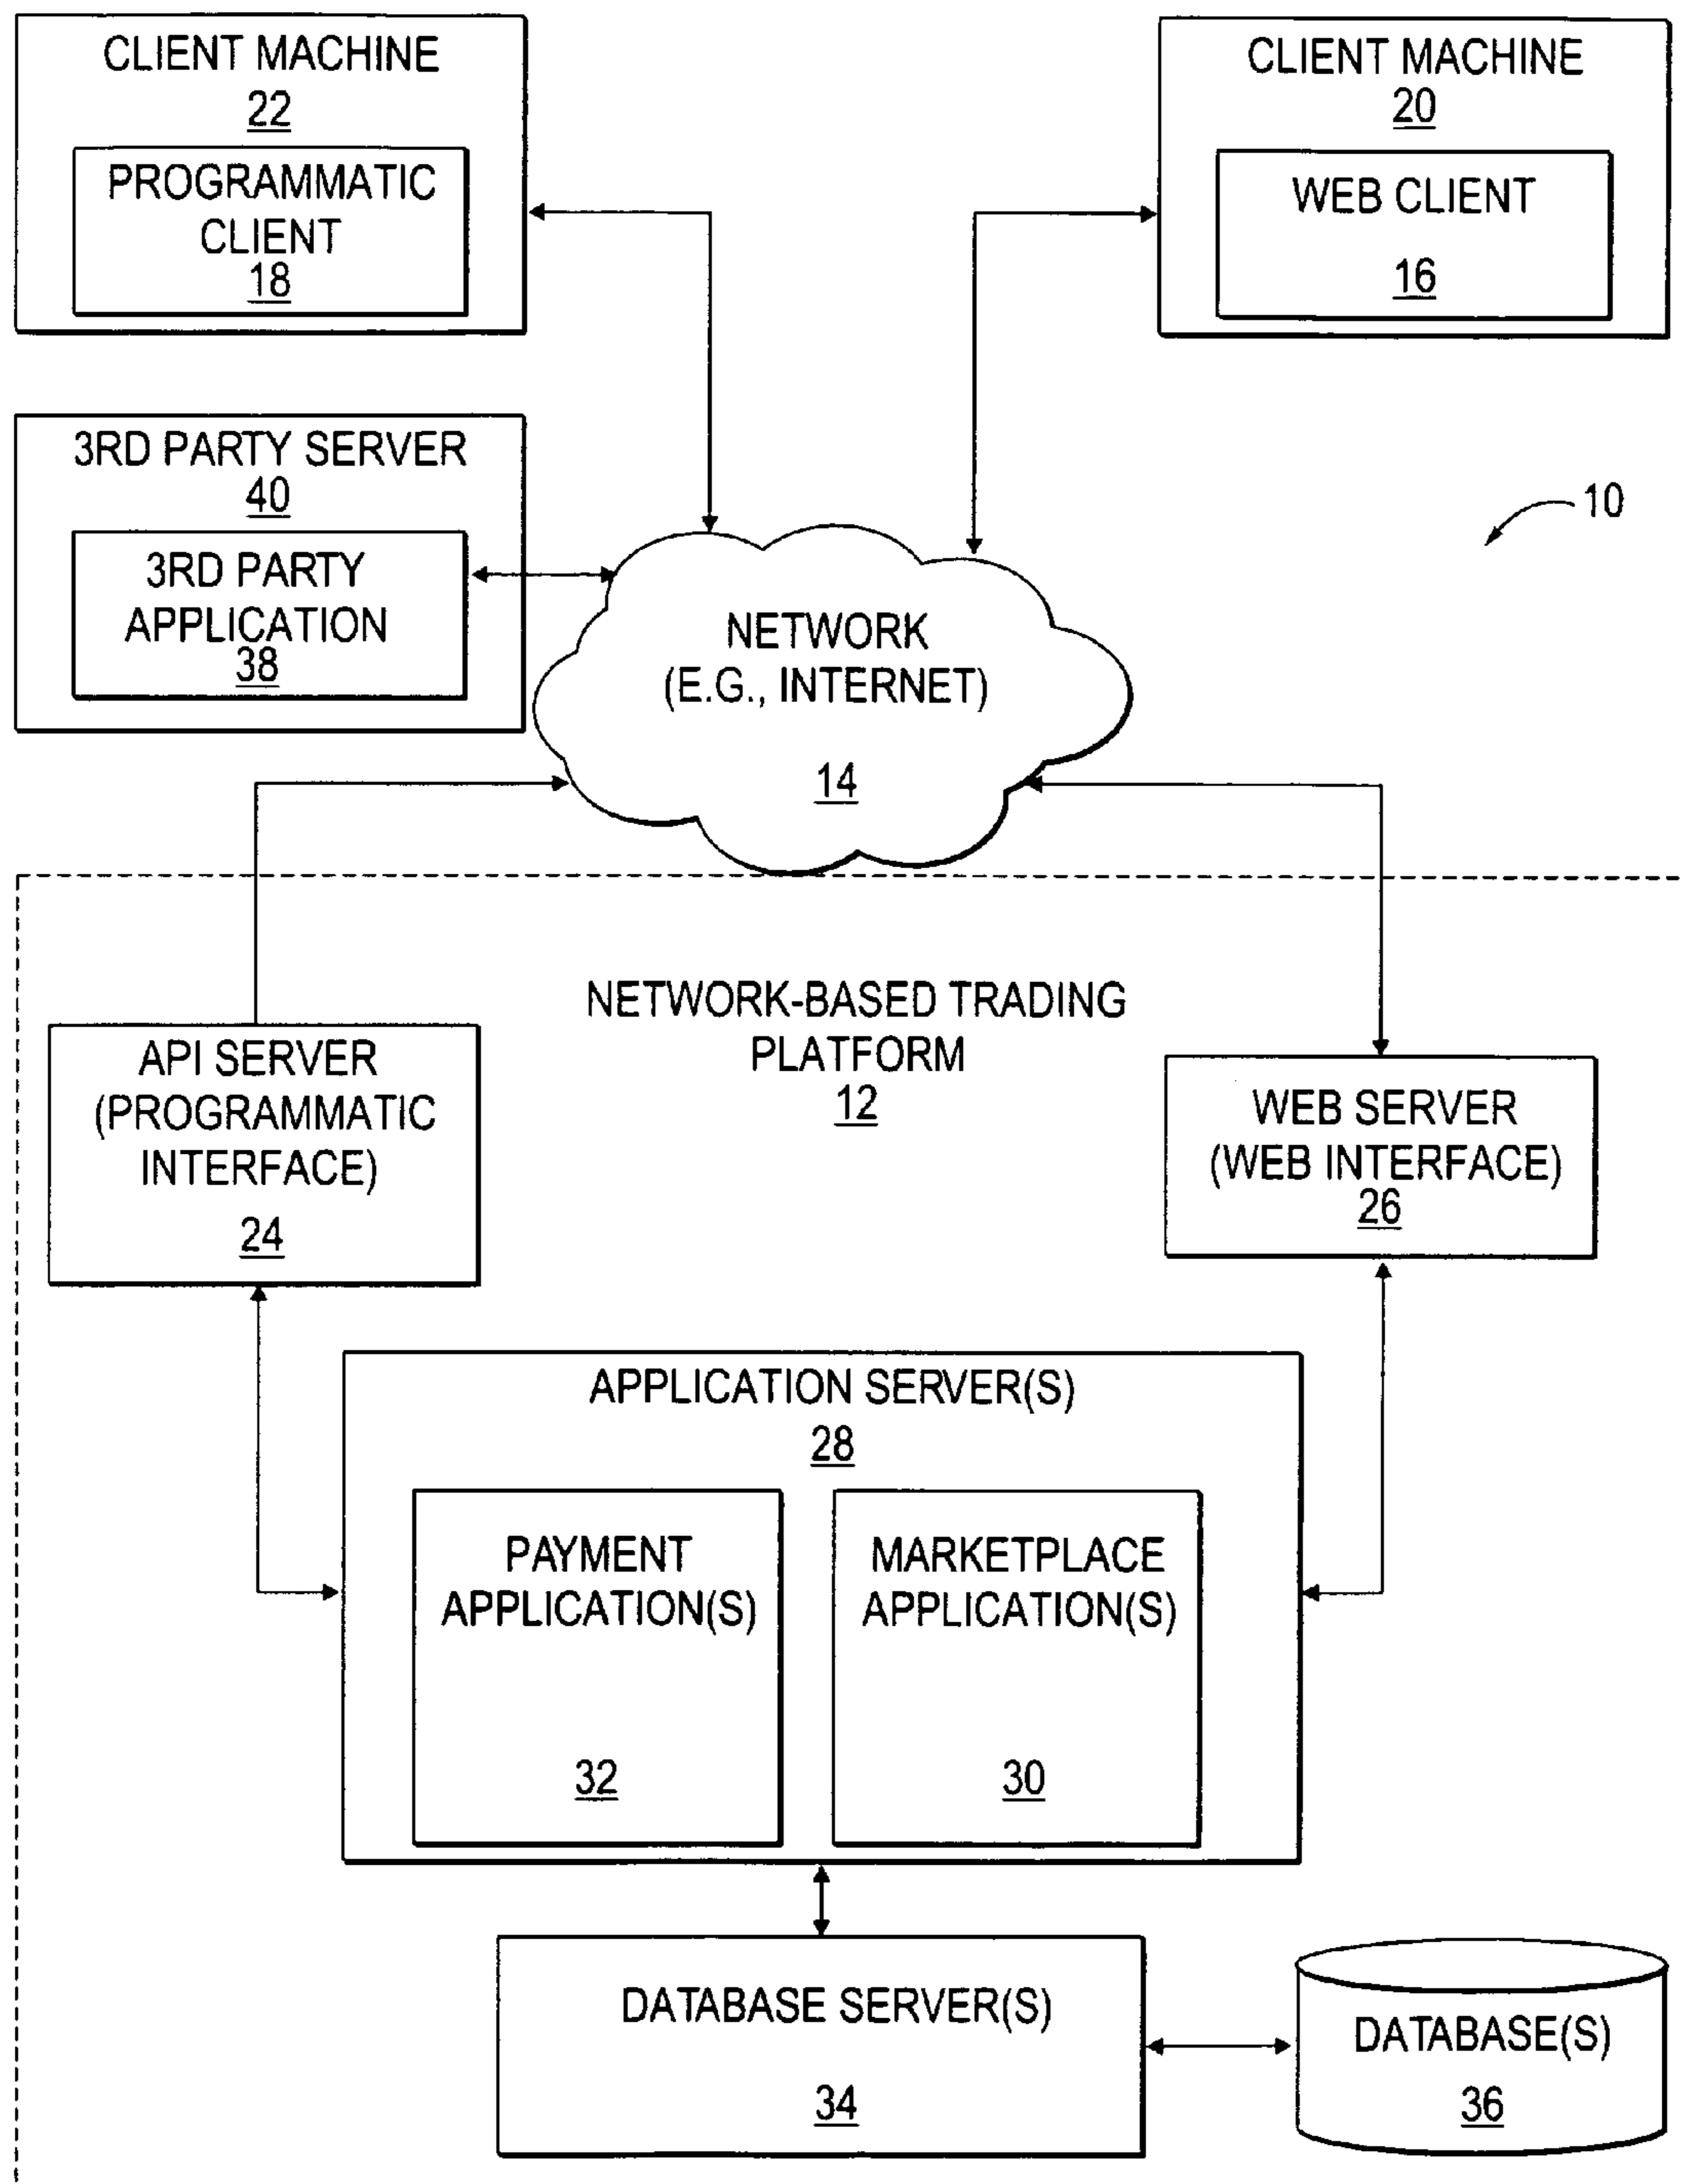 CLIENT MACHINE
22
PROGRAMMATIC
CLIENT
18
CLIENT MACHINE
20
WEB CLIENT
16
3RD PARTY SERVER
40
3RD PARTY
APPLICATION
38
10
NETWORK
(E.G., INTERNET)
14
NETWORK-BASED TRADING
PLATFORM
12
API SERVER
(PROGRAMMATIC
INTERFACE)
24
WEB SERVER
(WEB INTERFACE)
26
APPLICATION SERVER(S)
28
PAYMENT
APPLICATION(S)
32
MARKETPLACE
APPLICATION(S)
30
DATABASE SERVER(S)
34
DATABASE(S)
36